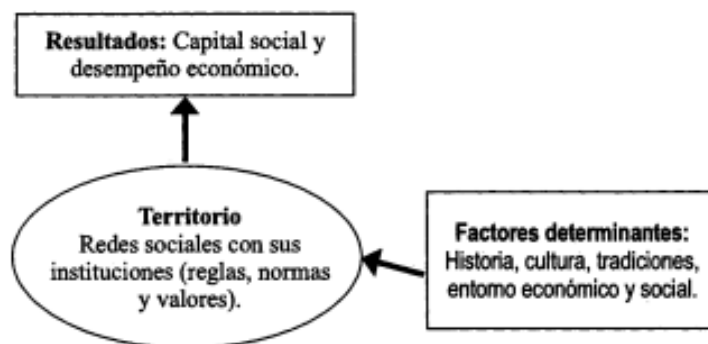 Resultados: Capital social y
desempeño económico.
Territorio
Redes sociales con sus
instituciones (reglas, normas
y valores).
Factores determinantes:
Historia, cultura, tradiciones,
entorno económico y social.